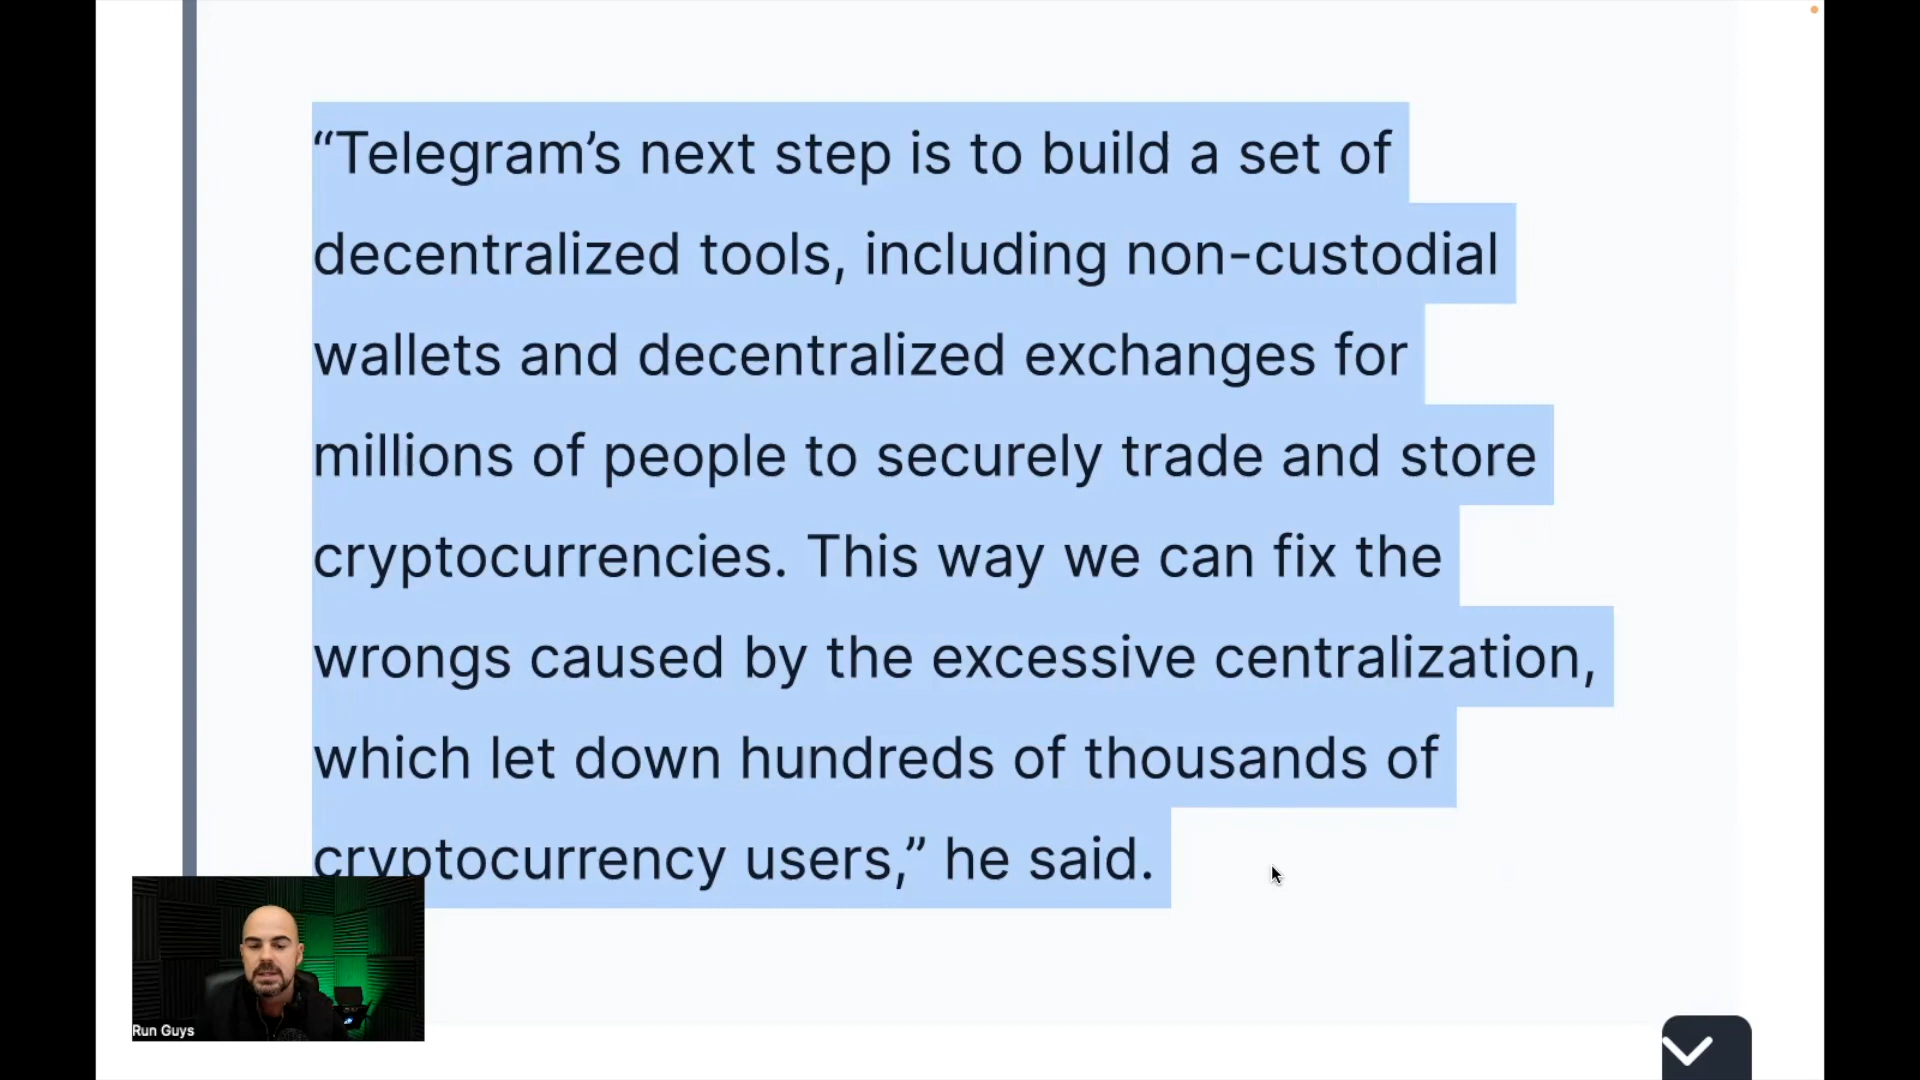 “Telegram’s next step is to build a set of
decentralized tools, including non-custodial
wallets and decentralized exchanges for
millions of people to securely trade and store
cryptocurrencies. This way we can fix the
wrongs caused by the excessive centralization,
which let down hundreds of thousands of
cryptocurrency users,” he said.
Run Guys